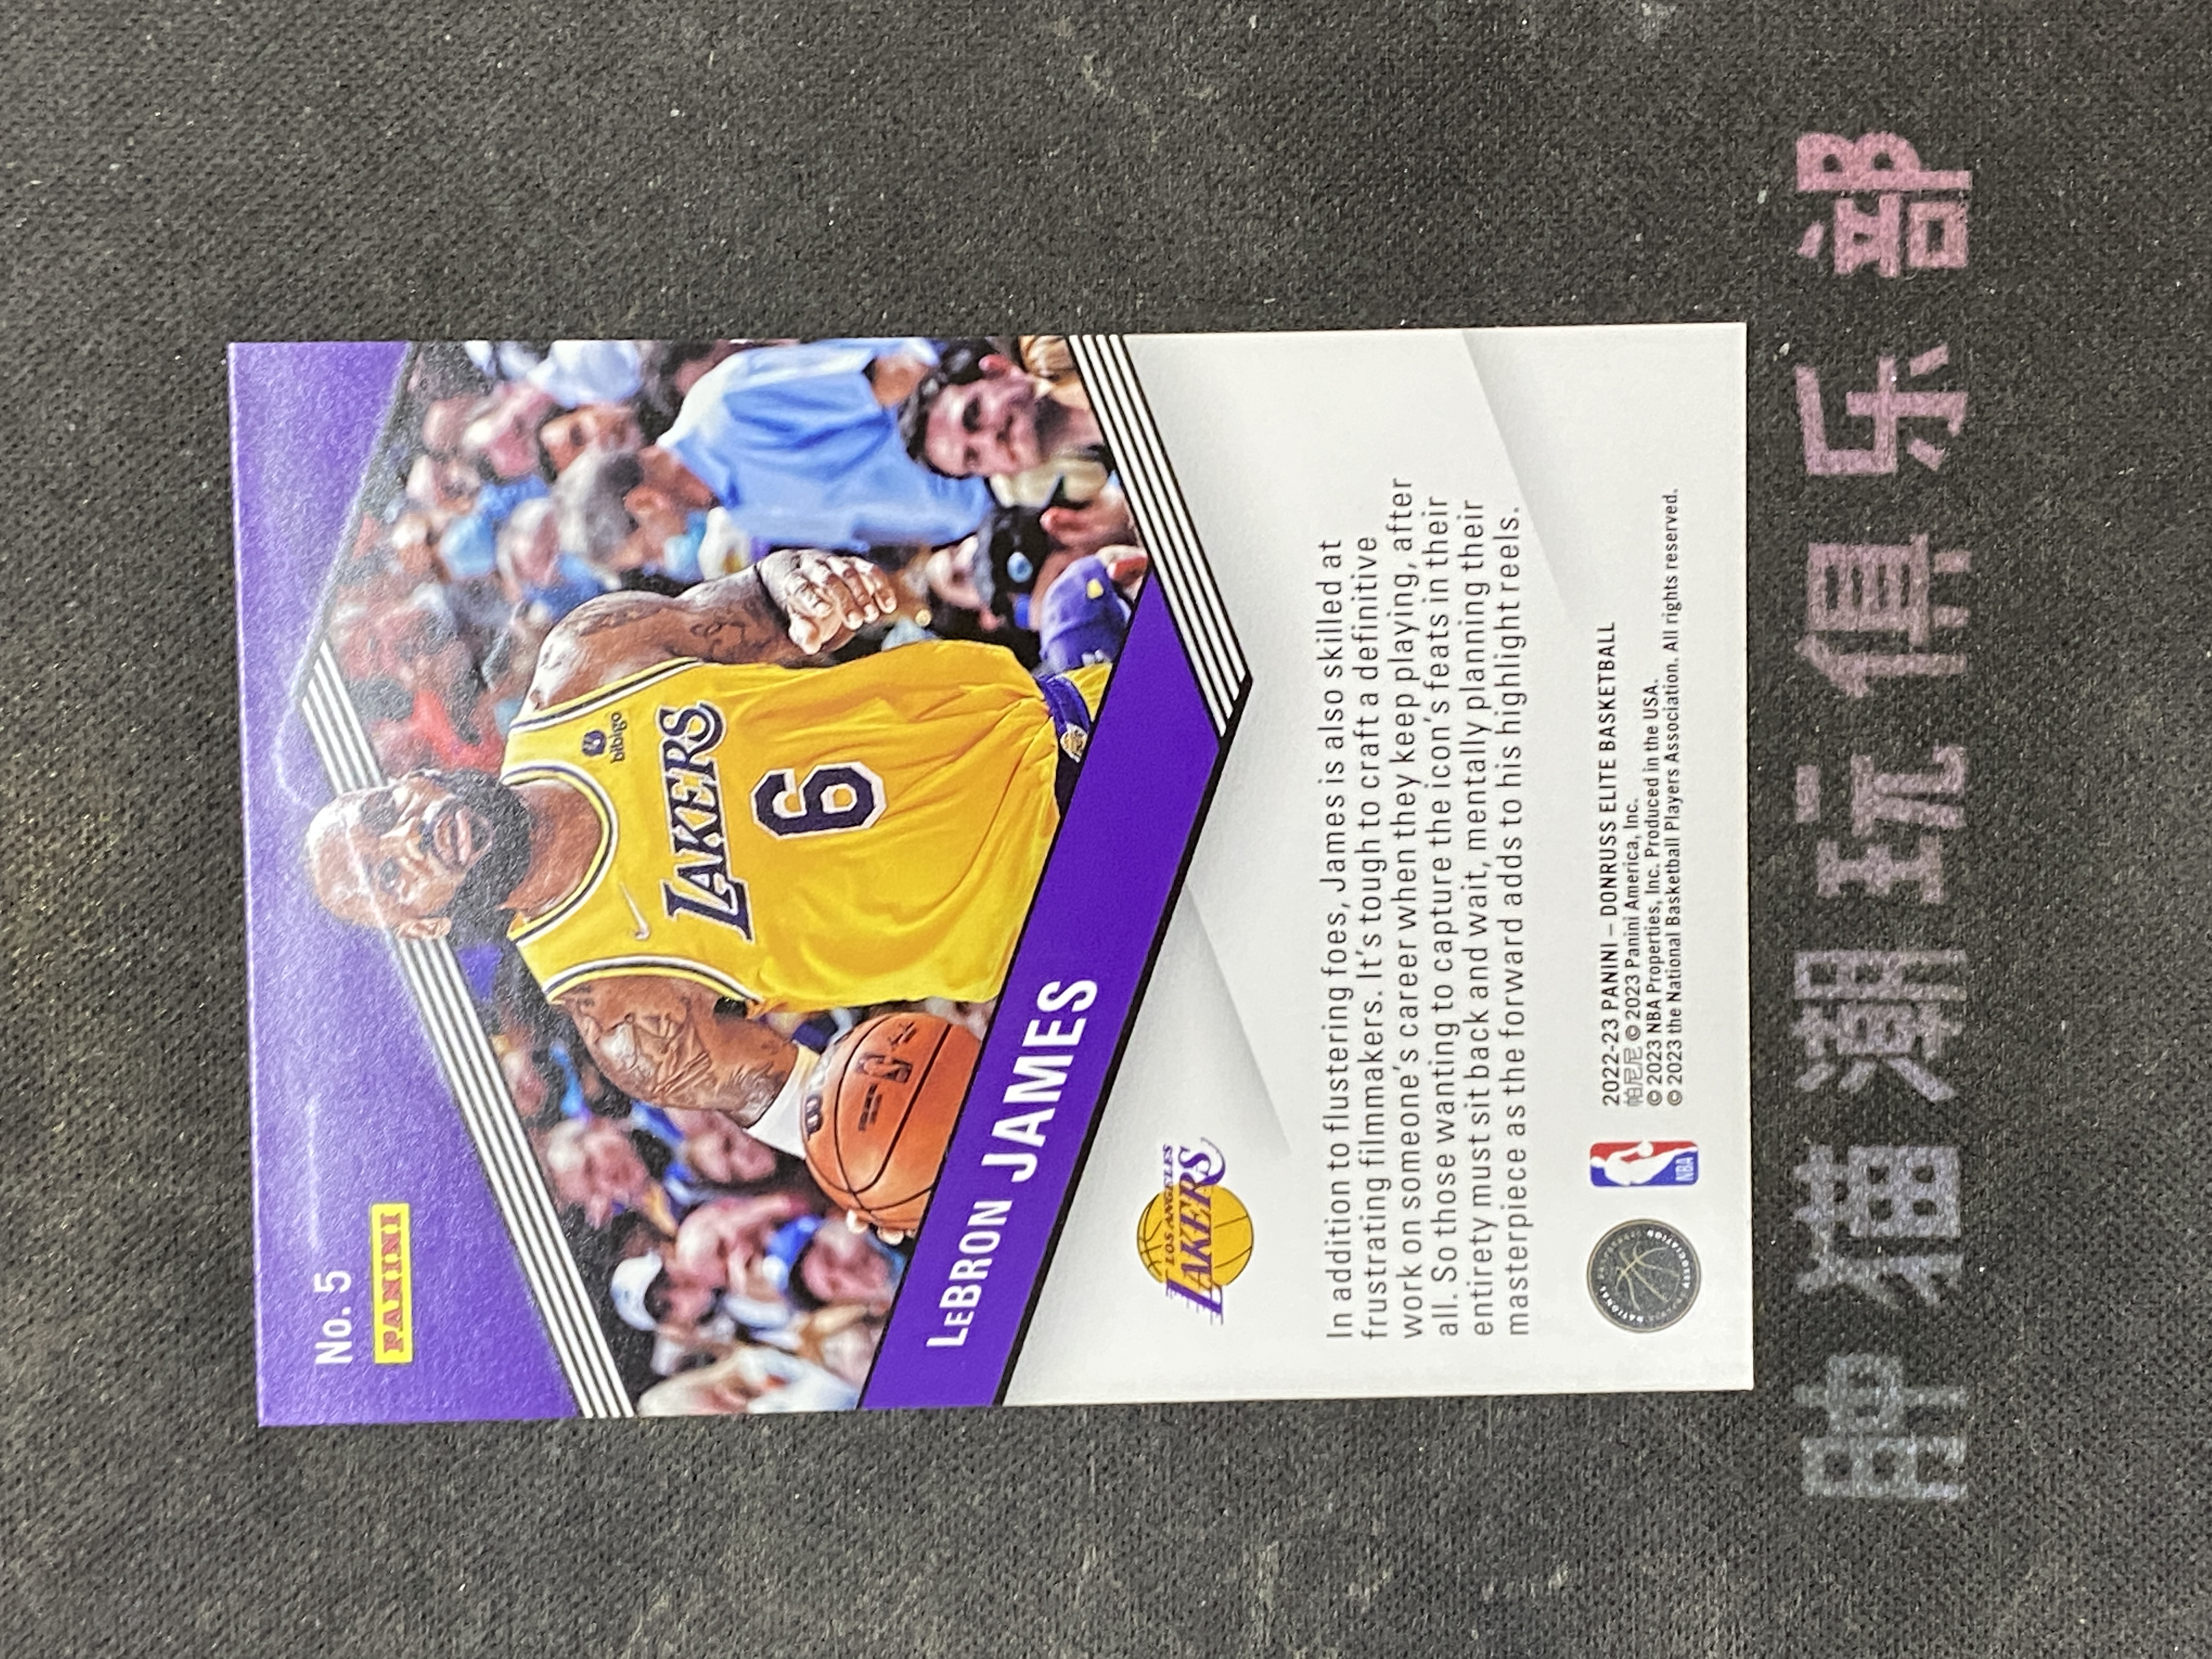 No. 5
PANINI
bibigo
LAKERS
6
LEBRON JAMES
LOS ANGELES
LAKERS
In addition to flustering foes, James is also skilled at
frustrating filmmakers. It's tough to craft a definitive
work on someone's career when they keep playing, after
all. So those wanting to capture the icon's feats in their
entirety must sit back and wait, mentally planning their
masterpiece as the forward adds to his highlight reels.
2022-23 PANINI – DONRUSS ELITE BASKETBALL
帕尼尼 © 2023 Panini America, Inc.
© 2023 NBA Properties, Inc. Produced in the USA.
© 2023 the National Basketball Players Association. All rights reserved.
NBA
猫潮玩俱乐部